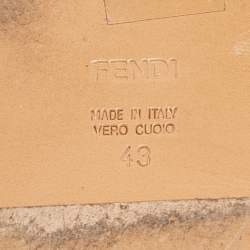 FENDI
MADE IN ITALY
VERO CUOIO
43